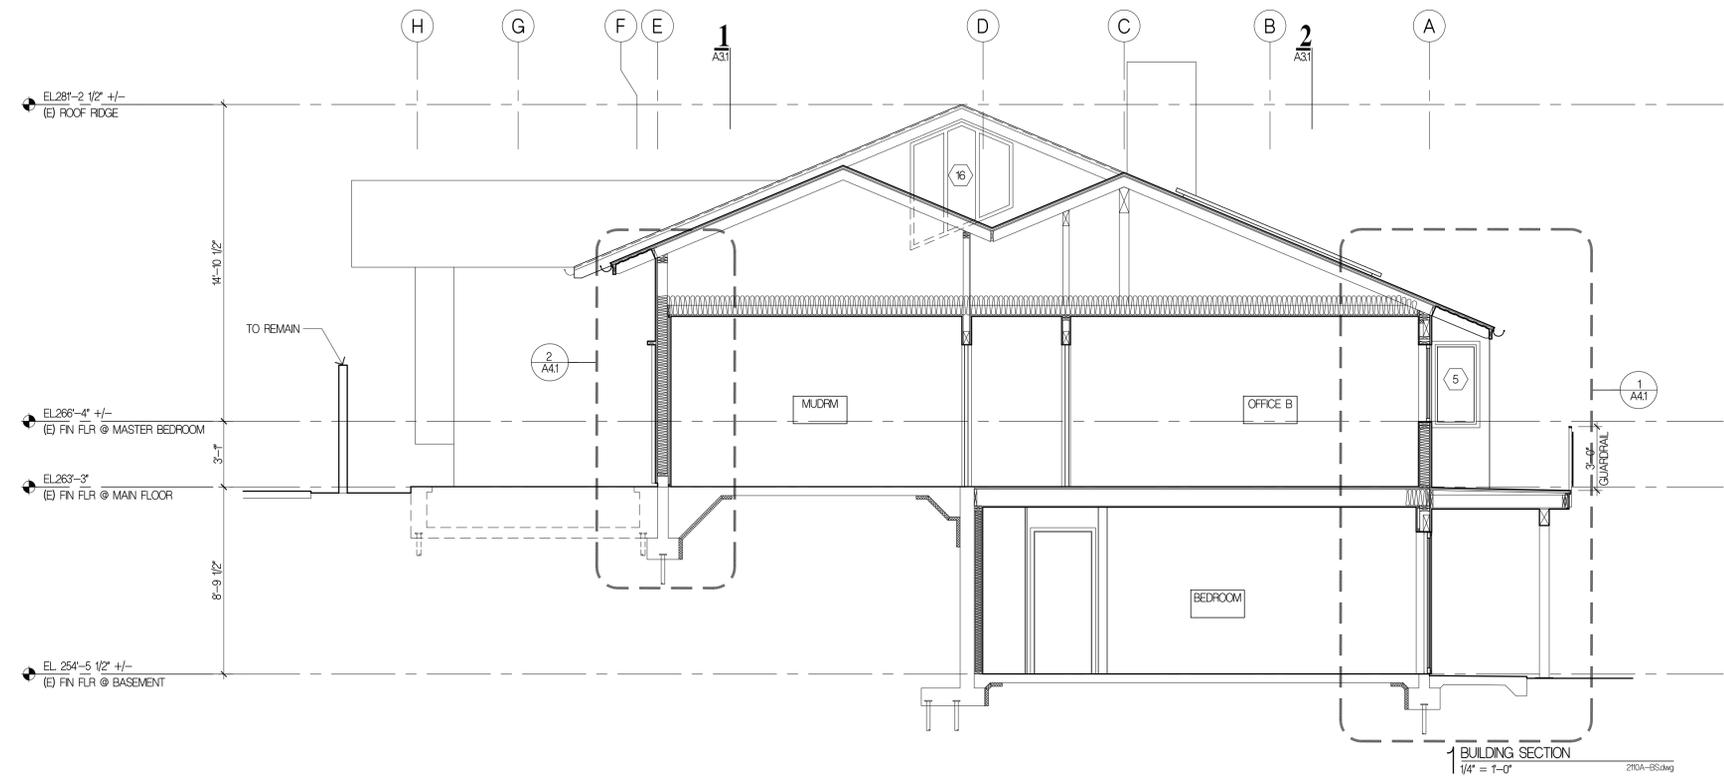 H G F E 1 D C B 2 A
A3.1 A3.1
EL.281'-2 1/2" +/-
(E) ROOF RIDGE
16
14'-10 1/2"
TO REMAIN
2
A4.1
5
1
A4.1
MUDRM
OFFICE B
EL.266'-4" +/-
(E) FIN FLR @ MASTER BEDROOM
3'-1"
3'-0"
GUARDRAIL
EL.263'-3"
(E) FIN FLR @ MAIN FLOOR
8'-9 1/2"
BEDROOM
EL. 254'-5 1/2" +/-
(E) FIN FLR @ BASEMENT
1 BUILDING SECTION
1/4" = 1'-0"
2110A-BS.dwg